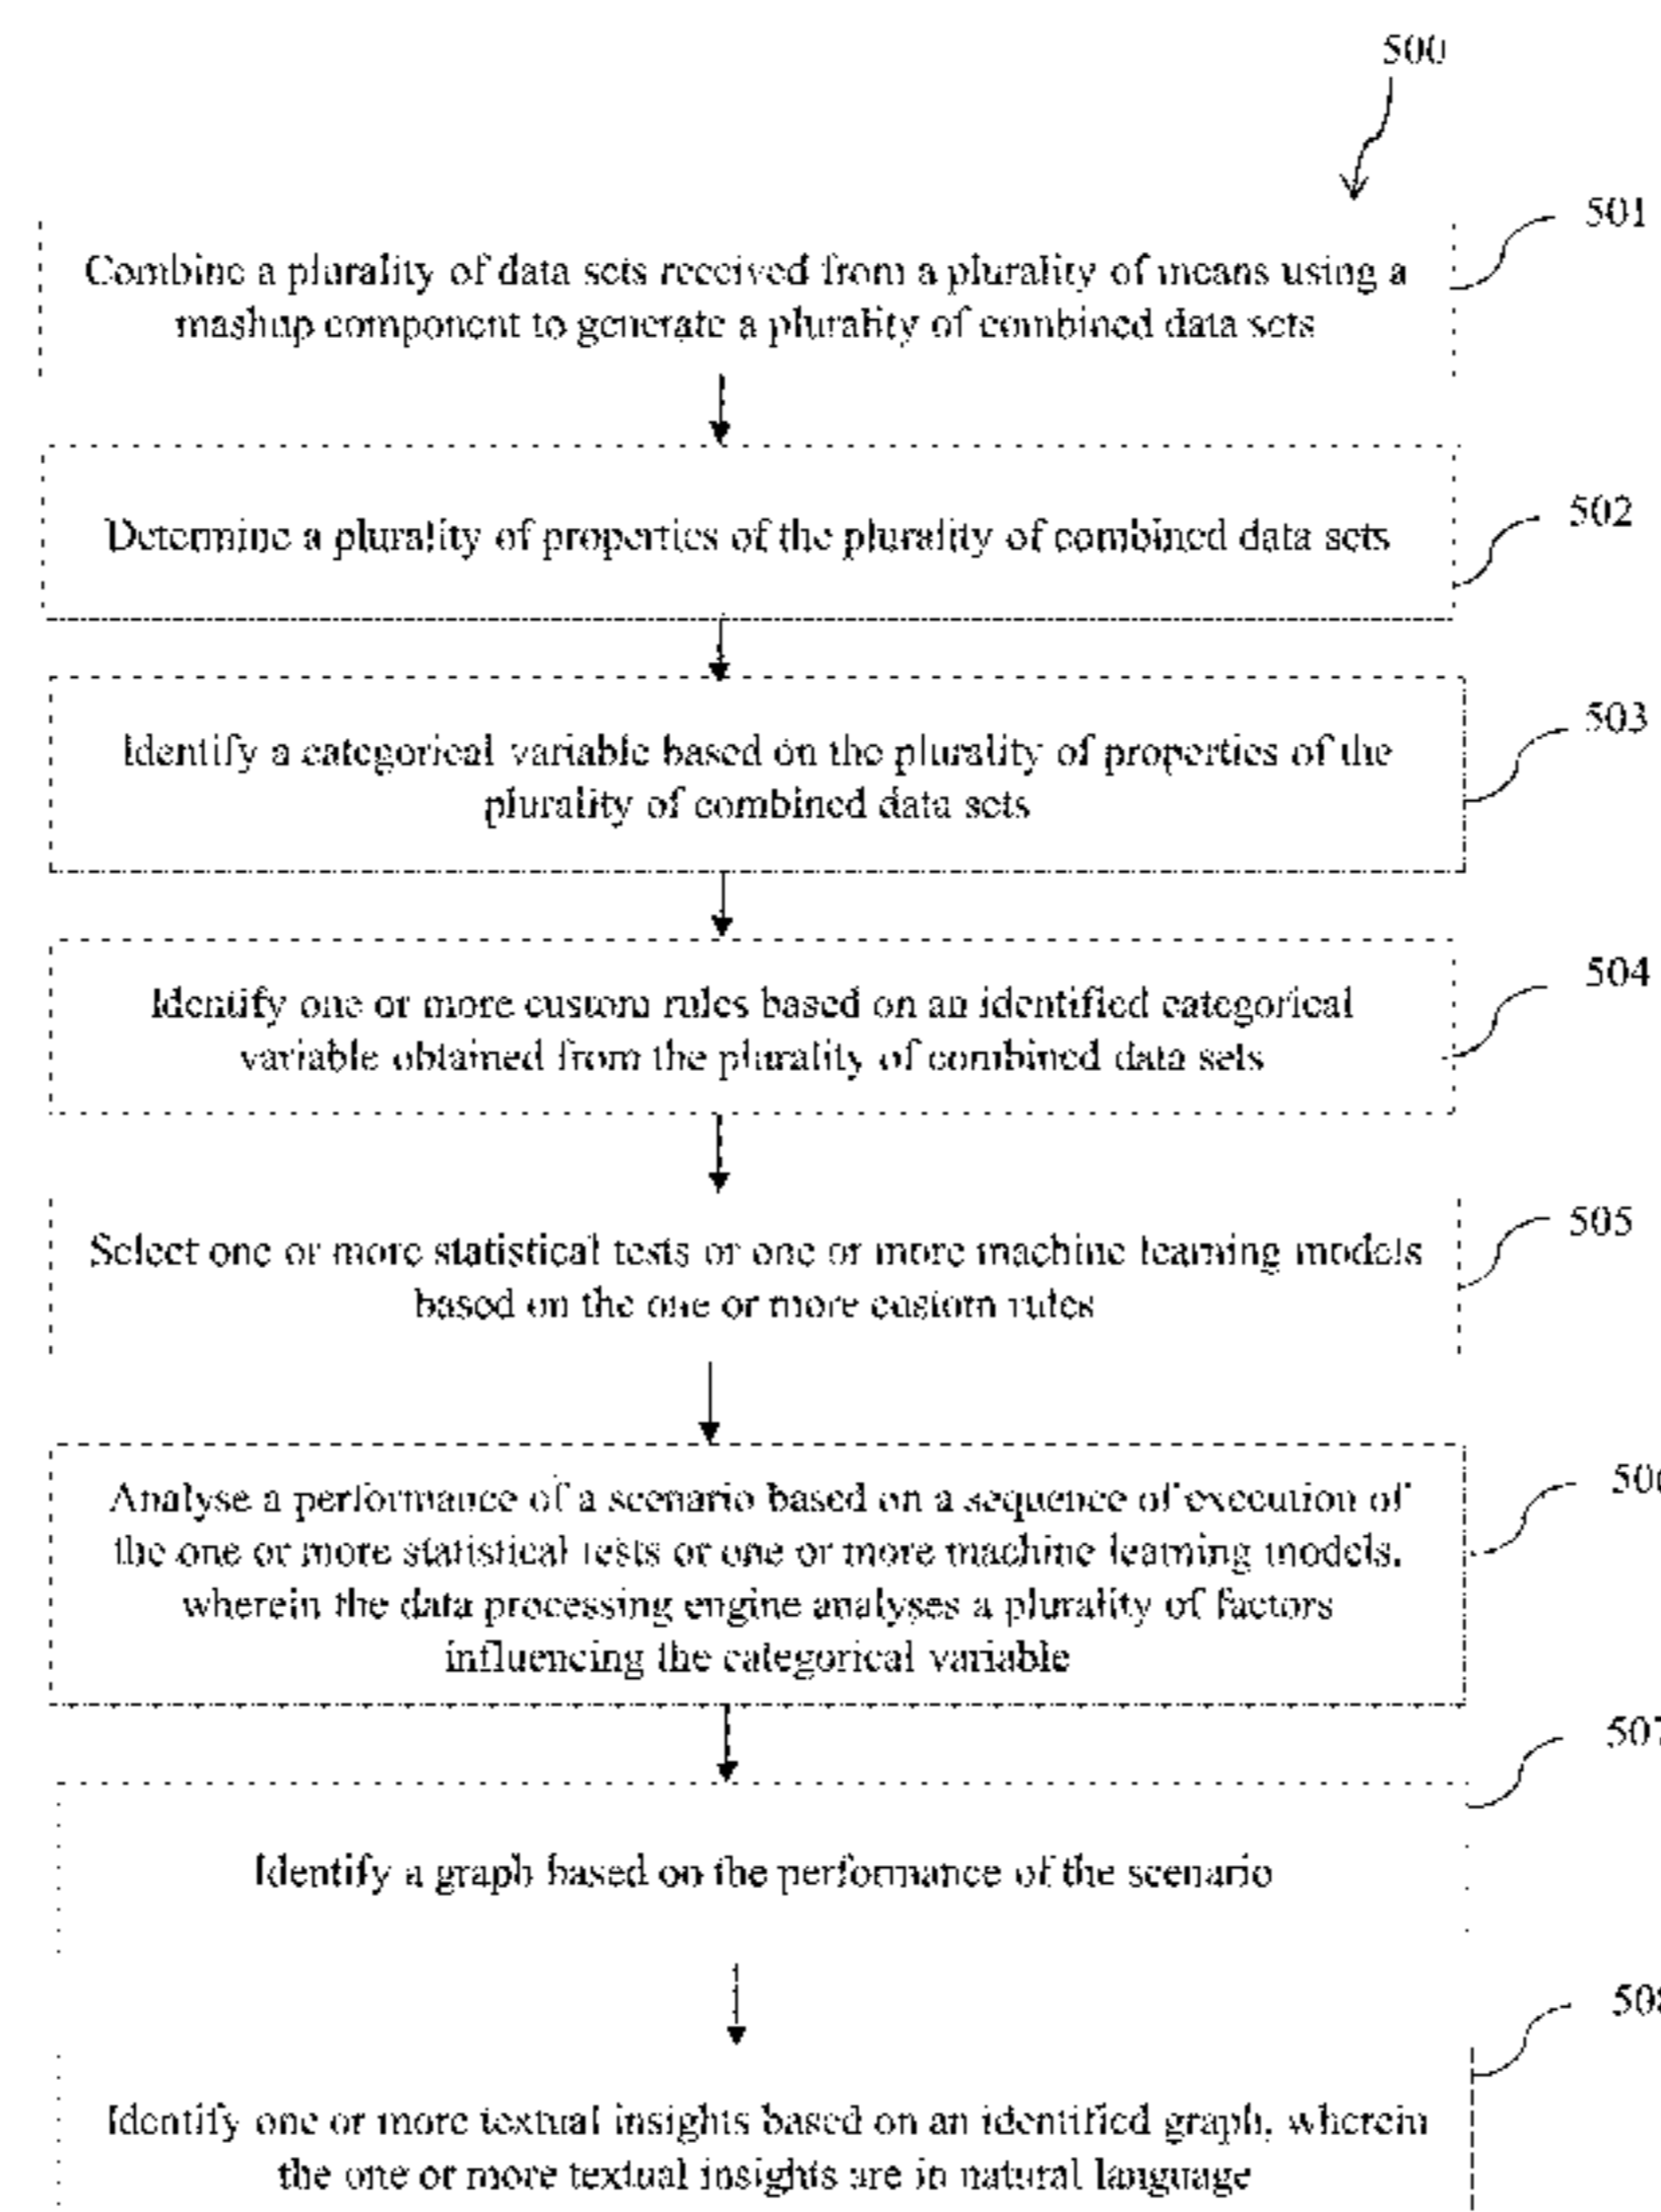 500
501
Combine a plurality of data sets received from a plurality of means using a
mashup component to generate a plurality of combined data sets
502
Determine a plurality of properties of the plurality of combined data sets
503
Identify a categorical variable based on the plurality of properties of the
plurality of combined data sets
504
Identify one or more custom rules based on an identified categorical
variable obtained from the plurality of combined data sets
505
Select one or more statistical tests or one or more machine learning models
based on the one or more custom rules
506
Analyse a performance of a scenario based on a sequence of execution of
the one or more statistical tests or one or more machine learning models,
wherein the data processing engine analyses a plurality of factors
influencing the categorical variable
507
Identify a graph based on the performance of the scenario
508
Identify one or more textual insights based on an identified graph, wherein
the one or more textual insights are in natural language